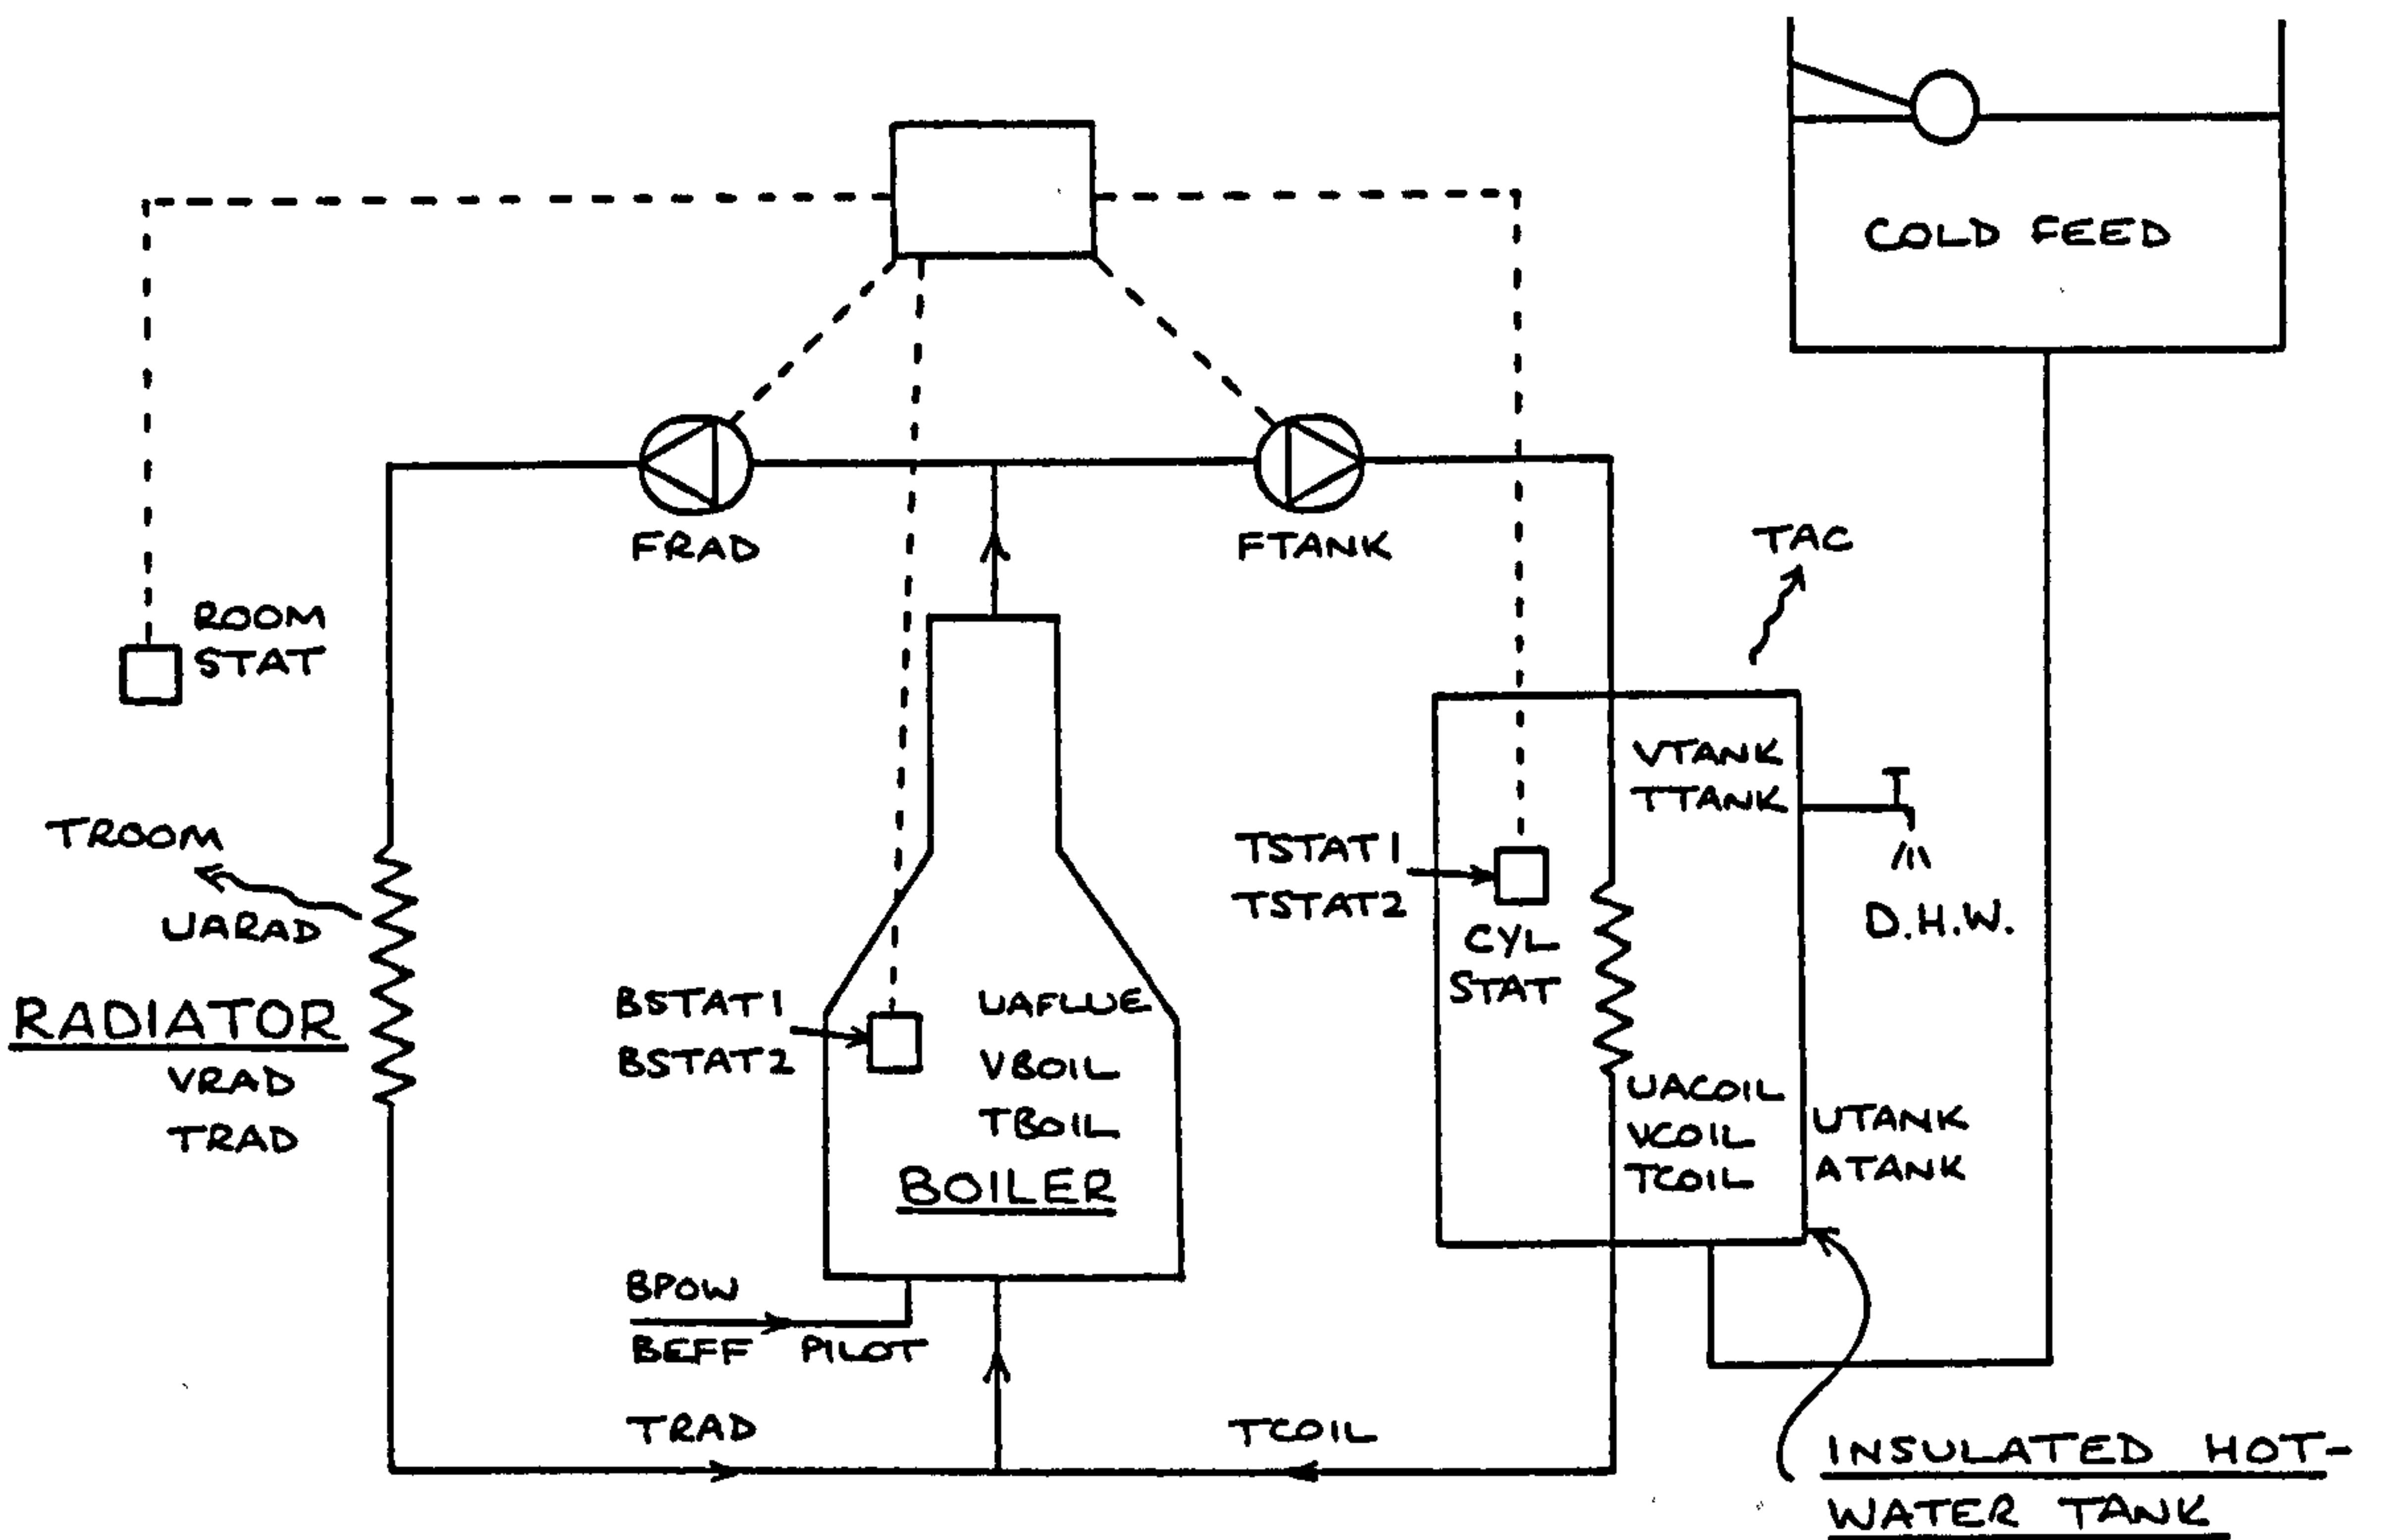 COLD FEED
FRAD
FTANK
TAC
ROOM
STAT
VTANK
TTANK
TROOM
UARAD
RADIATOR
VRAD
TRAD
TSTAT1
TSTAT2
CYL
STAT
D.H.W.
BSTAT1
BSTAT2
UAFLUE
VBOIL
TBOIL
BOILER
UACOIL
VCOIL
TCOIL
UTANK
ATANK
BPOW
BEFF PILOT
TRAD
TCOIL
INSULATED HOT-
WATER TANK